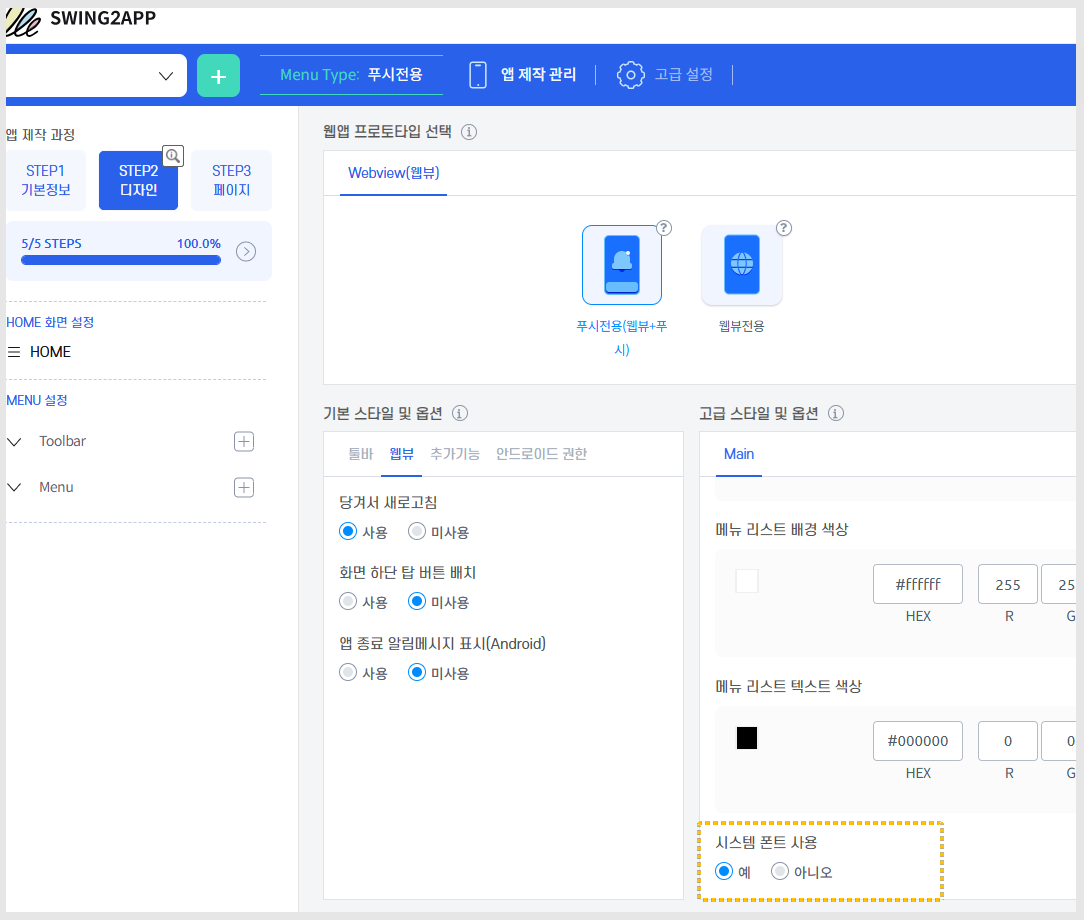 SWING2APP
+
Menu Type: 푸시전용
앱 제작 관리
고급 설정
앱 제작 과정
STEP1
기본정보
STEP2
디자인
STEP3
페이지
5/5 STEPS
100.0%
HOME 화면 설정
HOME
MENU 설정
Toolbar
Menu
웹앱 프로토타입 선택
Webview(웹뷰)
?
푸시전용(웹뷰+푸
시)
?
웹뷰전용
기본 스타일 및 옵션
툴바 웹뷰 추가기능 안드로이드 권한
당겨서 새로고침
사용 미사용
화면 하단 탑 버튼 배치
사용 미사용
앱 종료 알림메시지 표시(Android)
사용 미사용
고급 스타일 및 옵션
Main
메뉴 리스트 배경 색상
#ffffff 255 25
HEX R G
메뉴 리스트 텍스트 색상
#000000 0 0
HEX R G
시스템 폰트 사용
예 아니오